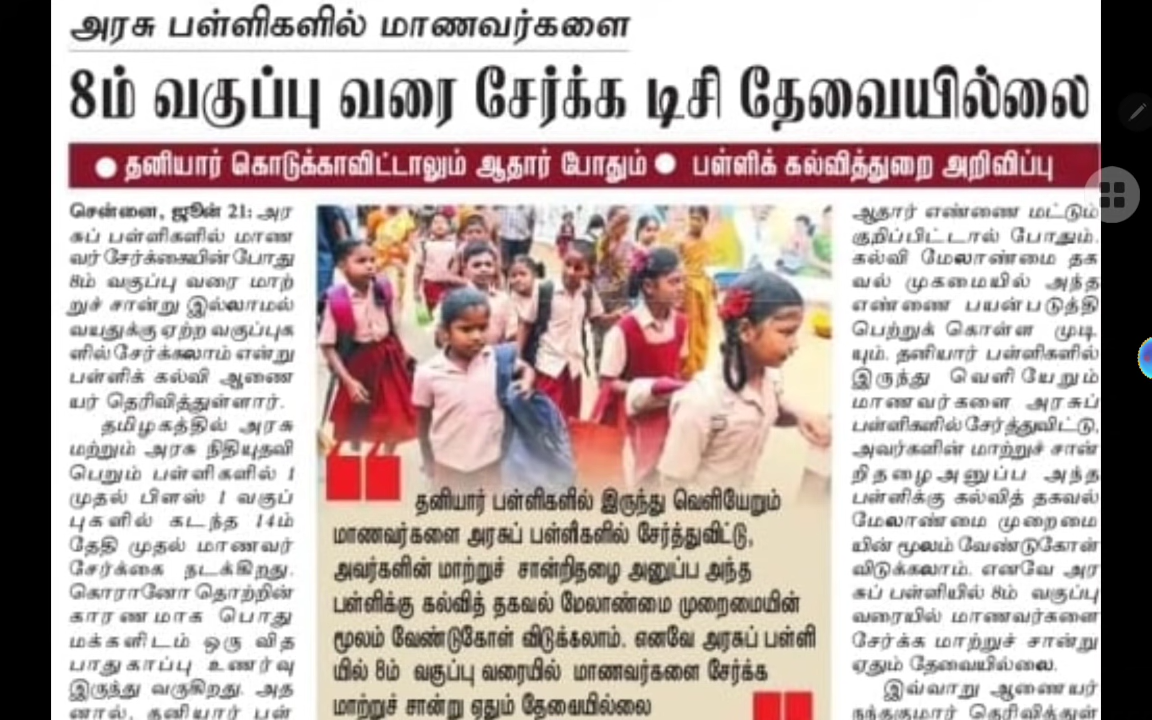 அரசு பள்ளிகளில் மாணவர்களை
8ம் வகுப்பு வரை சேர்க்க டிசி தேவையில்லை
● தனியார் கொடுக்காவிட்டாலும் ஆதார் போதும் ● பள்ளிக் கல்வித்துறை அறிவிப்பு
சென்னை, ஜூன் 21: அர
சுப் பள்ளிகளில் மாண
வர் சேர்க்கையின் போது
8ம் வகுப்பு வரை மாற்
றுச் சான்று இல்லாமல்
வயதுக்கு ஏற்ற வகுப்புக
ளில் சேர்க்கலாம் என்று
பள்ளிக் கல்வி ஆணை
யர் தெரிவித்துள்ளார்.
தமிழகத்தில் அரசு
மற்றும் அரசு நிதியுதவி
பெறும் பள்ளிகளில் 1
முதல் பிளஸ் 1 வகுப்
புகளில் கடந்த 14ம்
தேதி முதல் மாணவர்
சேர்க்கை நடக்கிறது.
கொரானோ தொற்றின்
காரணமாக பொது
மக்களிடம் ஒரு வித
பாதுகாப்பு உணர்வு
இருந்து வருகிறது. அத
னால், தனியார் பள்
தனியார் பள்ளிகளில் இருந்து வெளியேறும்
மாணவர்களை அரசுப் பள்ளிகளில் சேர்த்துவிட்டு,
அவர்களின் மாற்றுச் சான்றிதழை அனுப்ப அந்த
பள்ளிக்கு கல்வித் தகவல் மேலாண்மை முறைமையின்
மூலம் வேண்டுகோள் விடுக்கலாம். எனவே அரசுப் பள்ளி
யில் 8ம் வகுப்பு வரையில் மாணவர்களை சேர்க்க
மாற்றுச் சான்று ஏதும் தேவையில்லை
ஆதார் எண்ணை மட்டும்
குறிப்பிட்டால் போதும்.
கல்வி மேலாண்மை தக
வல் முகமையில் அந்த
எண்ணை பயன்படுத்தி
பெற்றுக் கொள்ள முடி
யும். தனியார் பள்ளிகளில்
இருந்து வெளியேறும்
மாணவர்களை அரசுப்
பள்ளிகளில் சேர்த்துவிட்டு,
அவர்களின் மாற்றுச் சான்
றிதழை அனுப்ப அந்த
பள்ளிக்கு கல்வித் தகவல்
மேலாண்மை முறைமை
யின் மூலம் வேண்டுகோள்
விடுக்கலாம். எனவே அர
சுப் பள்ளியில் 8ம் வகுப்பு
வரையில் மாணவர்களை
சேர்க்க மாற்றுச் சான்று
ஏதும் தேவையில்லை.
இவ்வாறு ஆணையர்
நந்தகுமார் தெரிவித்துள்